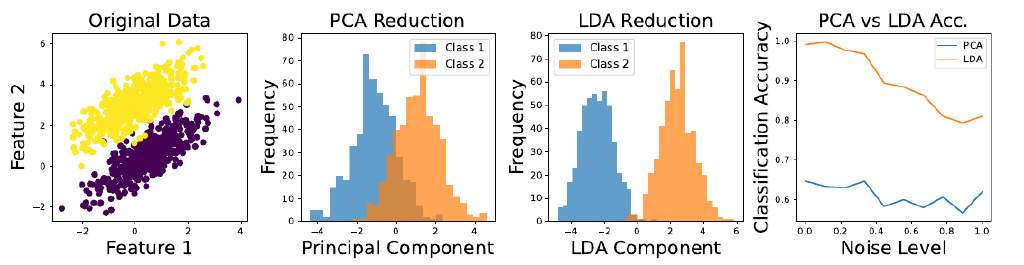 Original Data
Feature 2
6
4
2
0
−2
−2
0
2
4
Feature 1
PCA Reduction
Frequency
80
70
60
50
40
30
20
10
0
Class 1
Class 2
−4
−2
0
2
4
Principal Component
LDA Reduction
Frequency
80
70
60
50
40
30
20
10
0
Class 1
Class 2
−4
−2
0
2
4
6
LDA Component
PCA vs LDA Acc.
Classification Accuracy
1.0
0.9
0.8
0.7
0.6
PCA
LDA
0.0
0.2
0.4
0.6
0.8
1.0
Noise Level